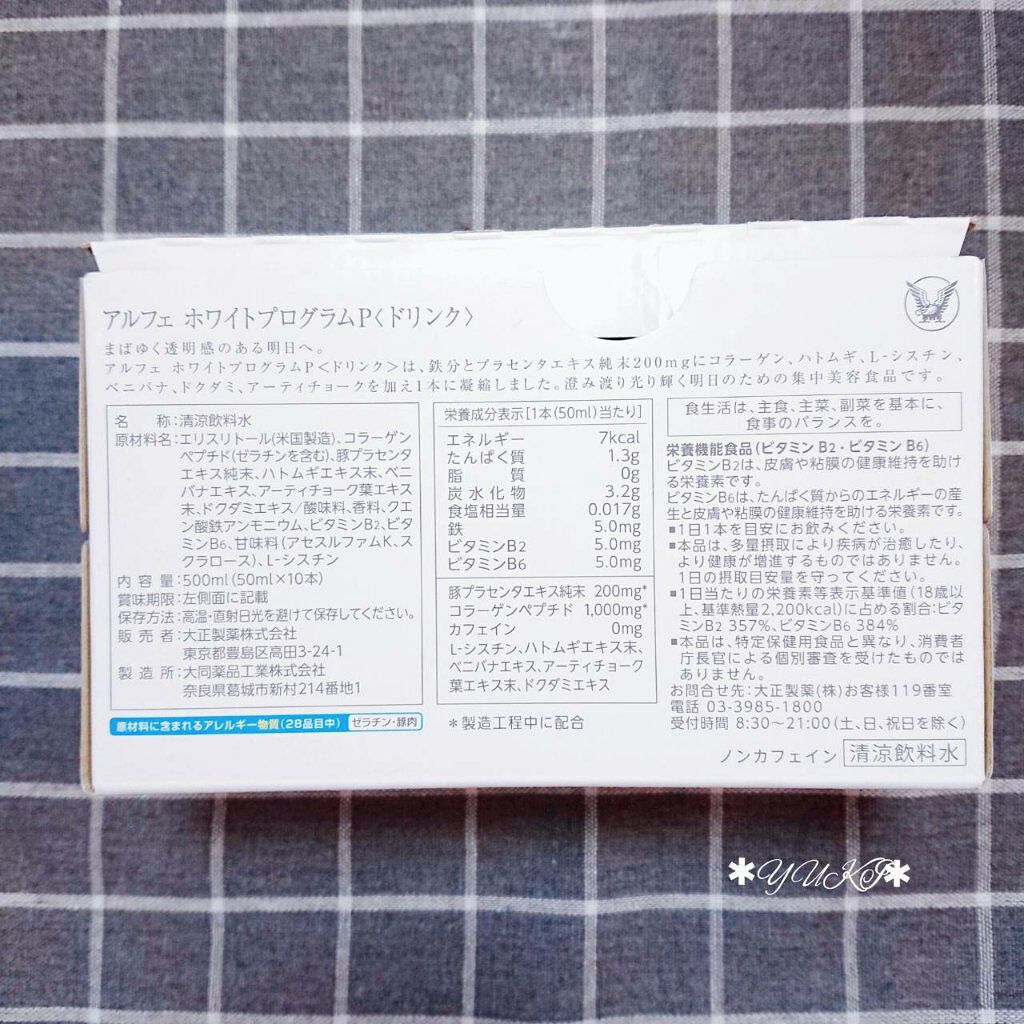 アルフェ ホワイトプログラムP〈ドリンク〉
まばゆく透明感のある明日へ。
アルフェ ホワイトプログラムP〈ドリンク〉は、鉄分とプラセンタエキス純末200mgにコラーゲン、ハトムギ、L-シスチン、
ベニバナ、ドクダミ、アーティチョークを加え1本に凝縮しました。澄み渡り光り輝く明日のための集中美容食品です。
名 称:清涼飲料水
原材料名:エリスリトール(米国製造)、コラーゲン
ペプチド(ゼラチンを含む)、豚プラセンタ
エキス純末、ハトムギエキス末、ベニ
バナエキス、アーティチョーク葉エキス
末、ドクダミエキス/酸味料、香料、クエ
ン酸鉄アンモニウム、ビタミンB2、ビタ
ミンB6、甘味料(アセスルファムK、ス
クラロース)、L-シスチン
内 容 量:500ml(50ml×10本)
賞味期限:左側面に記載
保存方法:高温・直射日光を避けて保存してください。
販 売 者:大正製薬株式会社
東京都豊島区高田3-24-1
製 造 所:大同薬品工業株式会社
奈良県葛城市新村214番地1
原材料に含まれるアレルギー物質(28品目中) ゼラチン・豚肉
栄養成分表示[1本(50ml)当たり]
エネルギー 7kcal
たんぱく質 1.3g
脂 質 0g
炭水化物 3.2g
食塩相当量 0.017g
鉄 5.0mg
ビタミンB2 5.0mg
ビタミンB6 5.0mg
豚プラセンタエキス純末 200mg*
コラーゲンペプチド 1,000mg*
カフェイン 0mg
L-シスチン、ハトムギエキス末、
ベニバナエキス、アーティチョーク
葉エキス末、ドクダミエキス
*製造工程中に配合
食生活は、主食、主菜、副菜を基本に、
食事のバランスを。
栄養機能食品(ビタミンB2・ビタミンB6)
ビタミンB2は、皮膚や粘膜の健康維持を助け
る栄養素です。
ビタミンB6は、たんぱく質からのエネルギーの産
生と皮膚や粘膜の健康維持を助ける栄養素です。
■1日1本を目安にお飲みください。
■本品は、多量摂取により疾病が治癒したり、
より健康が増進するものではありません。
1日の摂取目安量を守ってください。
■1日当たりの栄養素等表示基準値(18歳以
上、基準熱量2,200kcal)に占める割合:ビタ
ミンB2 357%、ビタミンB6 384%
■本品は、特定保健用食品と異なり、消費者
庁長官による個別審査を受けたものでは
ありません。
お問合せ先:大正製薬(株)お客様119番室
電話 03-3985-1800
受付時間 8:30〜21:00(土、日、祝日を除く)
ノンカフェイン 清涼飲料水
*YUKI*